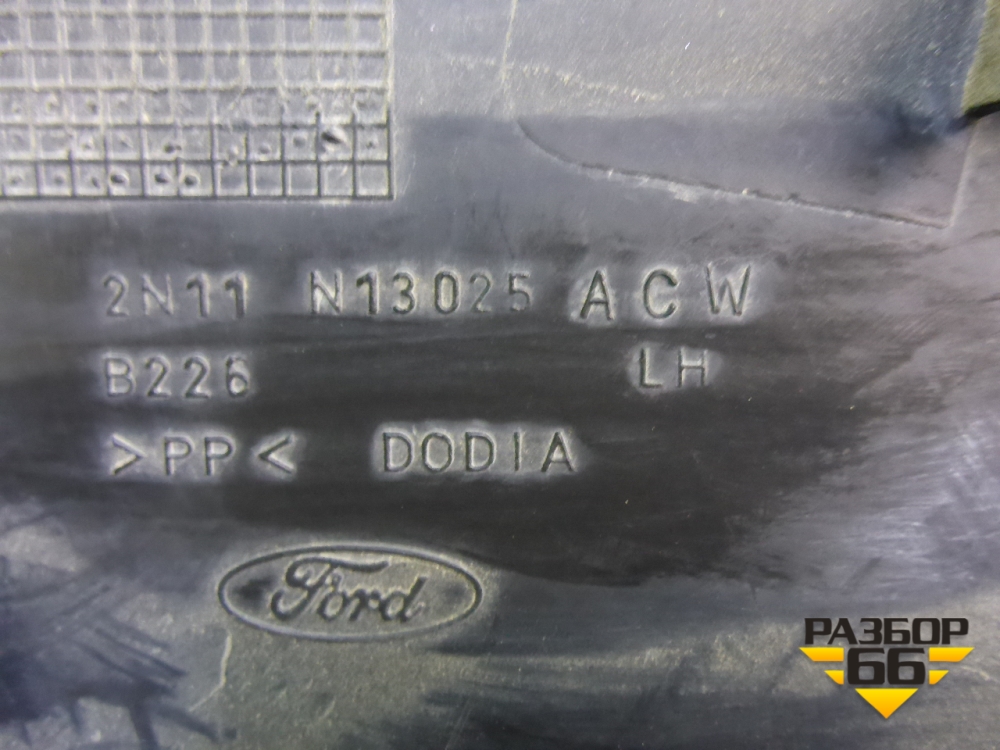 2N11 N13025 ACW
B226 LH
>PP< DODIA
Ford
РАЗБОР
66